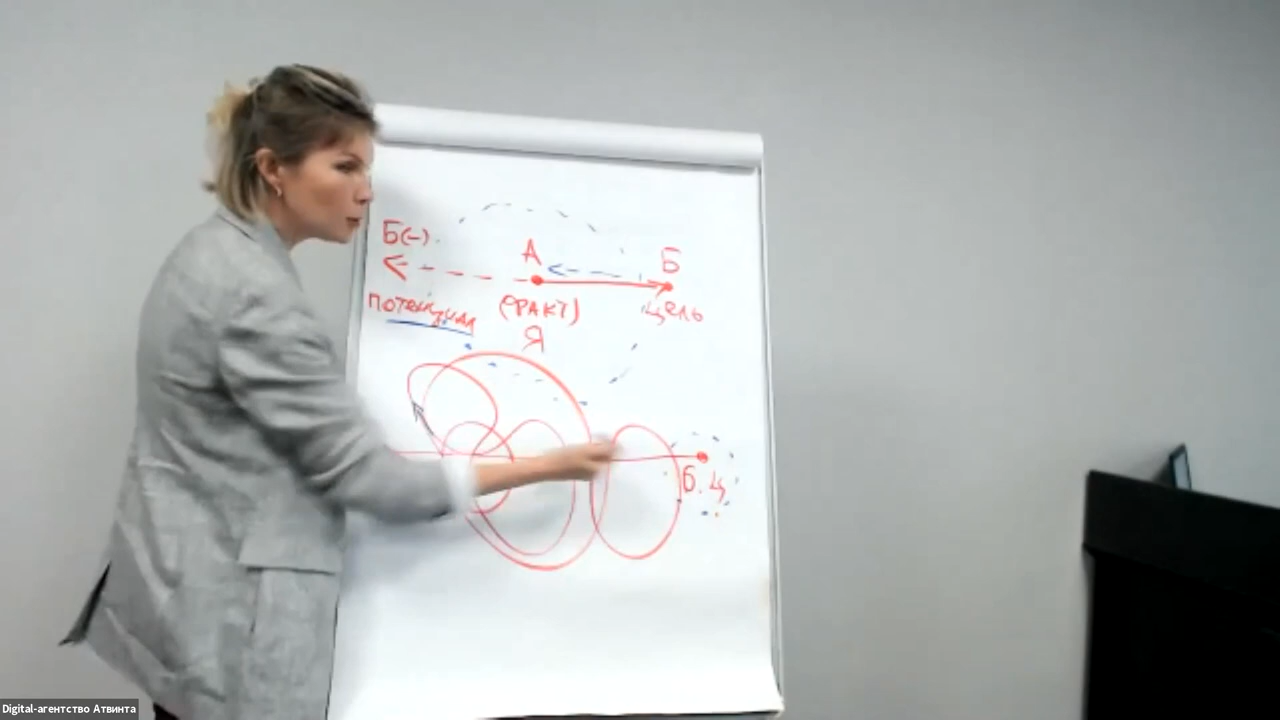 Б(-)
А
Б
потенциал
(факт)
цель
Я
Б.Ц
Digital-агентство Атвинта